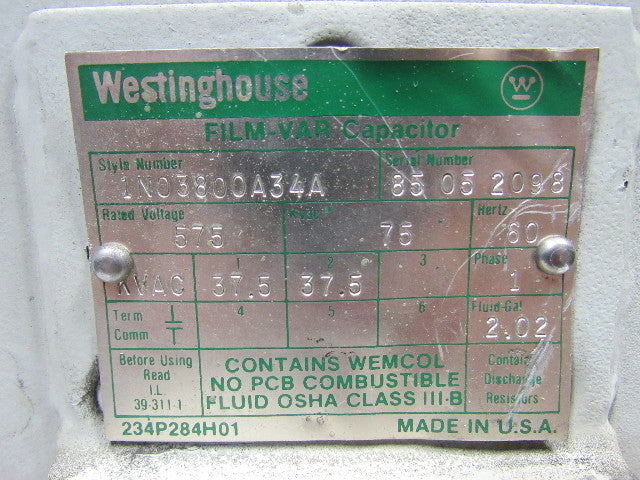 Westinghouse
W
FILM-VAR Capacitor
Style Number Serial Number
1N03800A34A 85 05 2098
Rated Voltage Kvac Hertz
575 75 60
1 2 3 Phase
KVAC 37.5 37.5 1
Term 4 5 6 Fluid-Gal
Comm 2.02
Before Using CONTAINS WEMCOL Contains
Read NO PCB COMBUSTIBLE Discharge
I.L. FLUID OSHA CLASS III-B Resistors
39-311-1
234P284H01 MADE IN U.S.A.